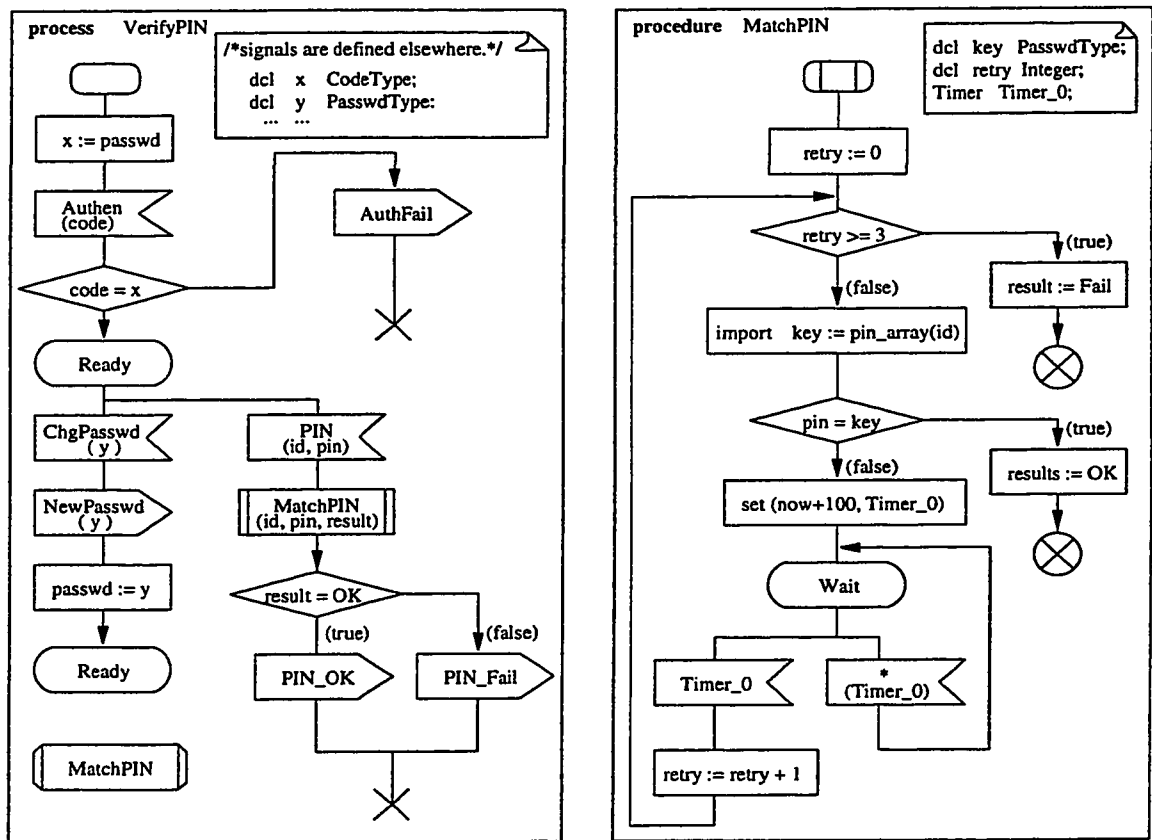 process VerifyPIN
/*signals are defined elsewhere.*/
dcl x CodeType;
dcl y PasswdType:
... ...
x := passwd
Authen
(code)
AuthFail
code = x
Ready
ChgPasswd
( y )
PIN
(id, pin)
NewPasswd
( y )
MatchPIN
(id, pin, result)
passwd := y
result = OK
(true)
(false)
Ready
PIN_OK
PIN_Fail
MatchPIN
procedure MatchPIN
dcl key PasswdType;
dcl retry Integer;
Timer Timer_0;
retry := 0
retry >= 3
(true)
(false)
result := Fail
import key := pin_array(id)
pin = key
(true)
(false)
results := OK
set (now+100, Timer_0)
Wait
Timer_0
*
(Timer_0)
retry := retry + 1